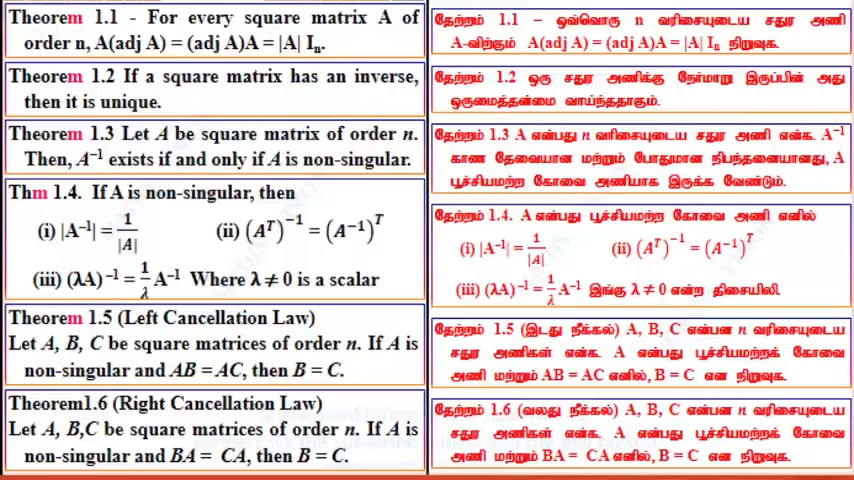 Theorem 1.1 - For every square matrix A of
order n, A(adj A) = (adj A)A = |A| Iₙ.
Theorem 1.2 If a square matrix has an inverse,
then it is unique.
Theorem 1.3 Let A be square matrix of order n.
Then, A⁻¹ exists if and only if A is non-singular.
Thm 1.4. If A is non-singular, then
(i) |A⁻¹| = 1/|A| (ii) (Aᵀ)⁻¹ = (A⁻¹)ᵀ
(iii) (λA)⁻¹ = 1/λ A⁻¹ Where λ ≠ 0 is a scalar
Theorem 1.5 (Left Cancellation Law)
Let A, B, C be square matrices of order n. If A is
non-singular and AB = AC, then B = C.
Theorem1.6 (Right Cancellation Law)
Let A, B,C be square matrices of order n. If A is
non-singular and BA = CA, then B = C.
தேற்றம் 1.1 – ஒவ்வொரு n வரிசையுடைய சதுர அணி
A-விற்கும் A(adj A) = (adj A)A = |A| Iₙ நிறுவுக.
தேற்றம் 1.2 ஒரு சதுர அணிக்கு நேர்மாறு இருப்பின் அது
ஒருமைத்தன்மை வாய்ந்ததாகும்.
தேற்றம் 1.3 A என்பது n வரிசையுடைய சதுர அணி என்க. A⁻¹
காண தேவையான மற்றும் போதுமான நிபந்தனையானது, A
பூச்சியமற்ற கோவை அணியாக இருக்க வேண்டும்.
தேற்றம் 1.4. A என்பது பூச்சியமற்ற கோவை அணி எனில்
(i) |A⁻¹| = 1/|A| (ii) (Aᵀ)⁻¹ = (A⁻¹)ᵀ
(iii) (λA)⁻¹ = 1/λ A⁻¹ இங்கு λ ≠ 0 என்ற திசையிலி.
தேற்றம் 1.5 (இடது நீக்கல்) A, B, C என்பன n வரிசையுடைய
சதுர அணிகள் என்க. A என்பது பூச்சியமற்றக் கோவை
அணி மற்றும் AB = AC எனில், B = C என நிறுவுக.
தேற்றம் 1.6 (வலது நீக்கல்) A, B, C என்பன n வரிசையுடைய
சதுர அணிகள் என்க. A என்பது பூச்சியமற்றக் கோவை
அணி மற்றும் BA = CA எனில், B = C என நிறுவுக.